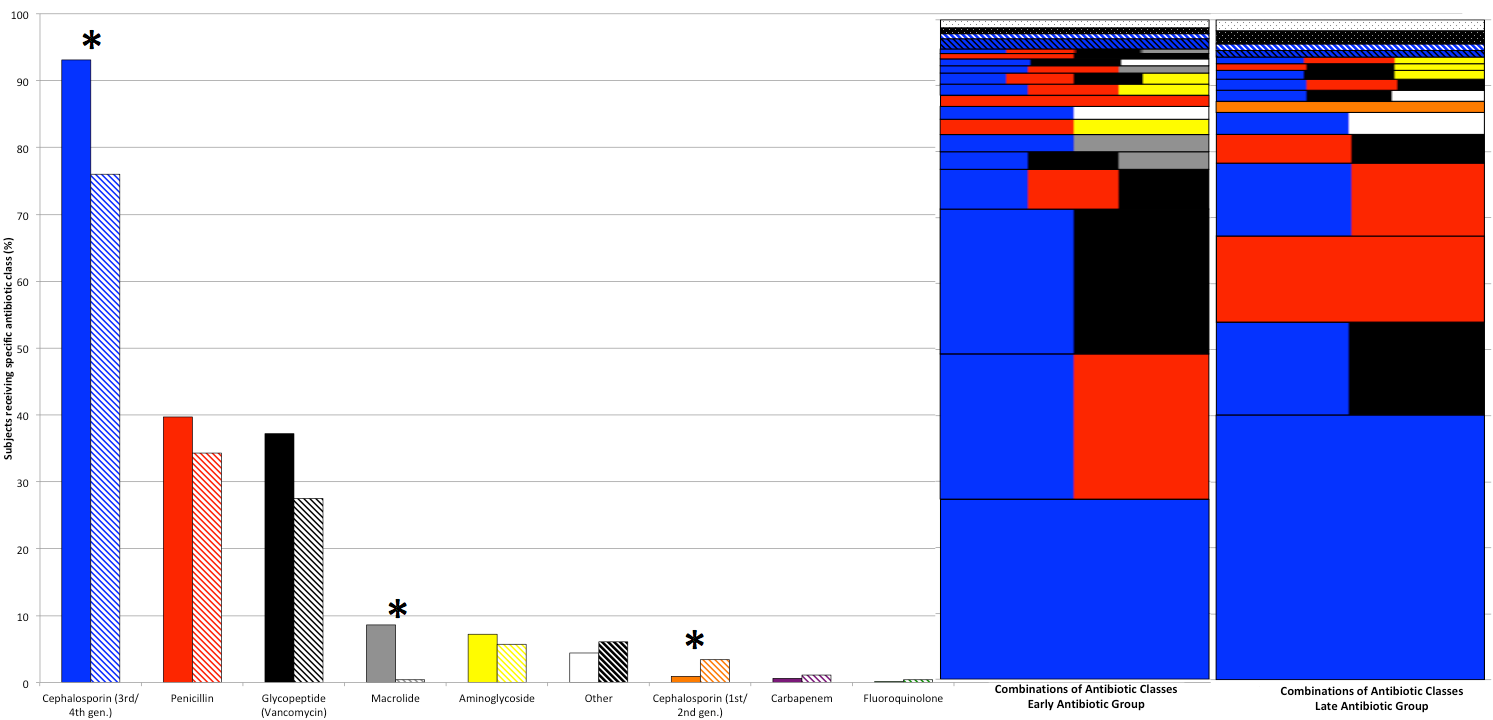 100
90
80
70
60
50
40
30
20
10
0
Subjects receiving specific antibiotic class (%)
*
*
*
Cephalosporin (3rd/
4th gen.)
Penicillin
Glycopeptide
(Vancomycin)
Macrolide
Aminoglycoside
Other
Cephalosporin (1st/
2nd gen.)
Carbapenem
Fluoroquinolone
Combinations of Antibiotic Classes
Early Antibiotic Group
Combinations of Antibiotic Classes
Late Antibiotic Group